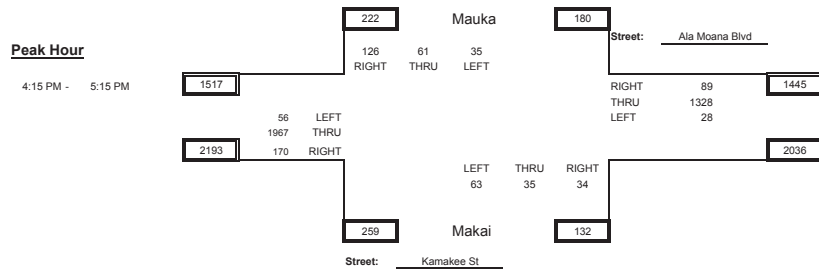 222 Mauka 180
Street: Ala Moana Blvd
Peak Hour
126 61 35
RIGHT THRU LEFT
4:15 PM - 5:15 PM 1517
RIGHT 89 1445
THRU 1328
LEFT 28
56 LEFT
1967 THRU
2193 170 RIGHT
2036
LEFT THRU RIGHT
63 35 34
259 Makai 132
Street: Kamakee St